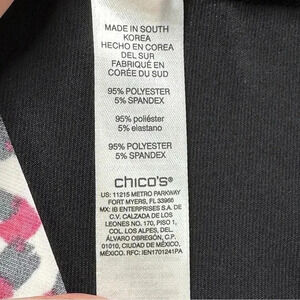 MADE IN SOUTH
KOREA
HECHO EN COREA
DEL SUR
FABRIQUÉ EN
CORÉE DU SUD
95% POLYESTER
5% SPANDEX
95% poliéster
5% elastano
95% POLYESTER
5% SPANDEX
chico's®
US: 11215 METRO PARKWAY
FORT MYERS, FL 33966
MX: IB ENTERPRISES S.A. DE
C.V. CALZADA DE LOS
LEONES NO. 170, PISO 1,
COL. LAS ÁGUILAS, DEL.
ÁLVARO OBREGÓN, C.P.
01010, CIUDAD DE MÉXICO,
MÉXICO. RFC: IEN1701241PA